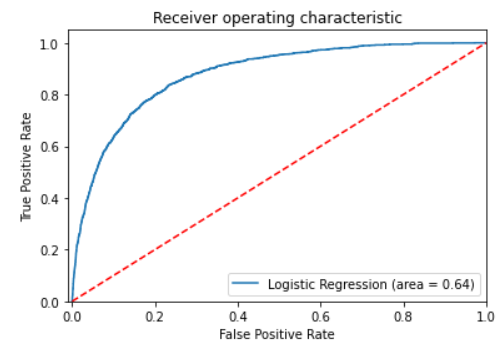 Receiver operating characteristic
1.0
0.8
0.6
0.4
0.2
0.0
True Positive Rate
Logistic Regression (area = 0.64)
0.0 0.2 0.4 0.6 0.8 1.0
False Positive Rate